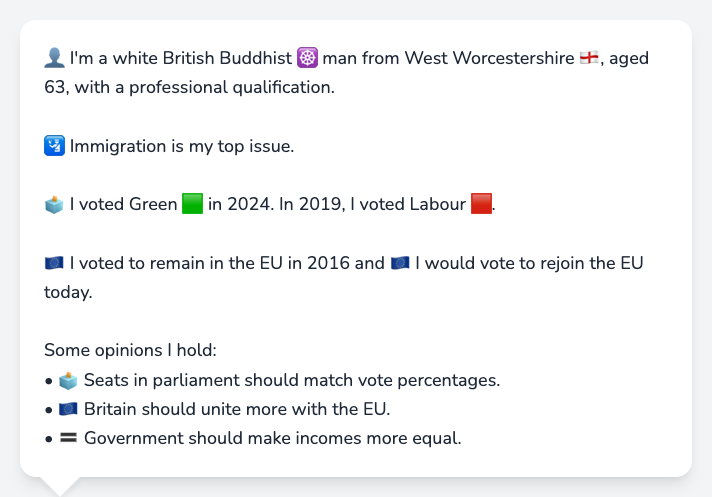 👤 I'm a white British Buddhist ☸️ man from West Worcestershire 🏴󠁧󠁢󠁥󠁮󠁧󠁿, aged
63, with a professional qualification.
🛂 Immigration is my top issue.
🗳️ I voted Green 🟩 in 2024. In 2019, I voted Labour 🟥.
🇪🇺 I voted to remain in the EU in 2016 and 🇪🇺 I would vote to rejoin the EU
today.
Some opinions I hold:
• 🗳️ Seats in parliament should match vote percentages.
• 🇪🇺 Britain should unite more with the EU.
• 🟰 Government should make incomes more equal.